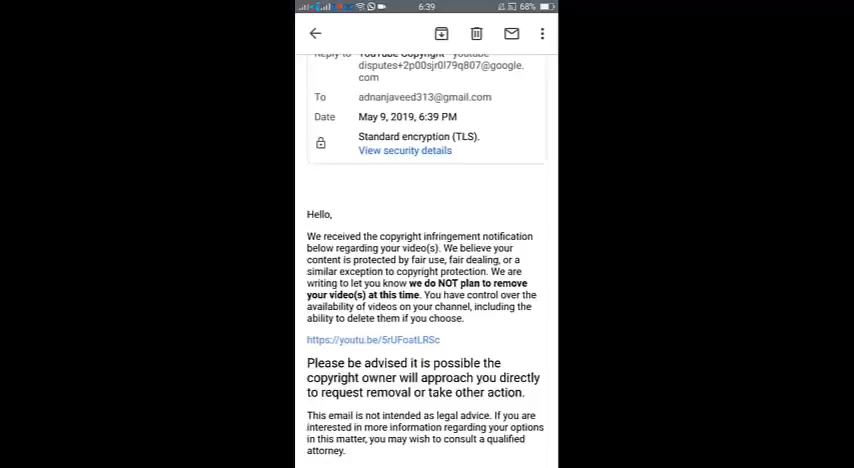 6:39
68%
Reply to YouTube Copyright - youtube-
disputes+2p00sjr0l79q807@google.
com
To adnanjaveed313@gmail.com
Date May 9, 2019, 6:39 PM
Standard encryption (TLS).
View security details
Hello,
We received the copyright infringement notification
below regarding your video(s). We believe your
content is protected by fair use, fair dealing, or a
similar exception to copyright protection. We are
writing to let you know we do NOT plan to remove
your video(s) at this time. You have control over the
availability of videos on your channel, including the
ability to delete them if you choose.
https://youtu.be/5rUFoatLRSc
Please be advised it is possible the
copyright owner will approach you directly
to request removal or take other action.
This email is not intended as legal advice. If you are
interested in more information regarding your options
in this matter, you may wish to consult a qualified
attorney.